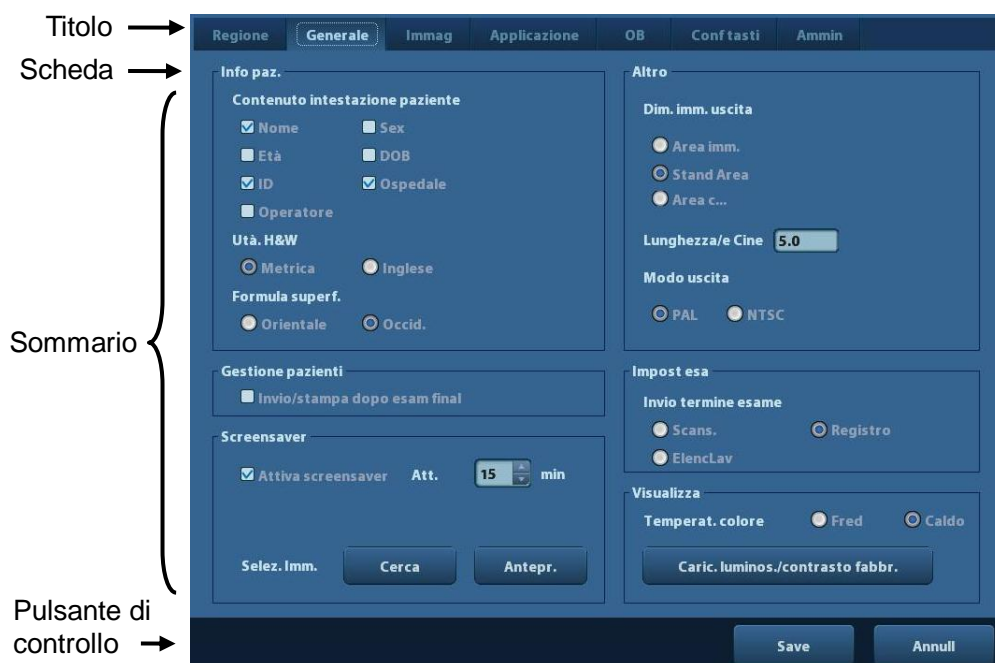 Titolo
Regione Generale Immag Applicazione OB Conf tasti Ammin
Scheda
Info paz.
Contenuto intestazione paziente
Nome Sex
Età DOB
ID Ospedale
Operatore
Utà. H&W
Metrica Inglese
Formula superf.
Orientale Occid.
Altro
Dim. imm. uscita
Area imm.
Stand Area
Area c...
Lunghezza/e Cine 5.0
Modo uscita
PAL NTSC
Sommario
Gestione pazienti
Invio/stampa dopo esam final
Impost esa
Invio termine esame
Scans. Registro
ElencLav
Screensaver
Attiva screensaver Att. 15 min
Selez. Imm. Cerca Antepr.
Visualizza
Temperat. colore Fred Caldo
Caric. luminos./contrasto fabbr.
Pulsante di
controllo
Save Annull